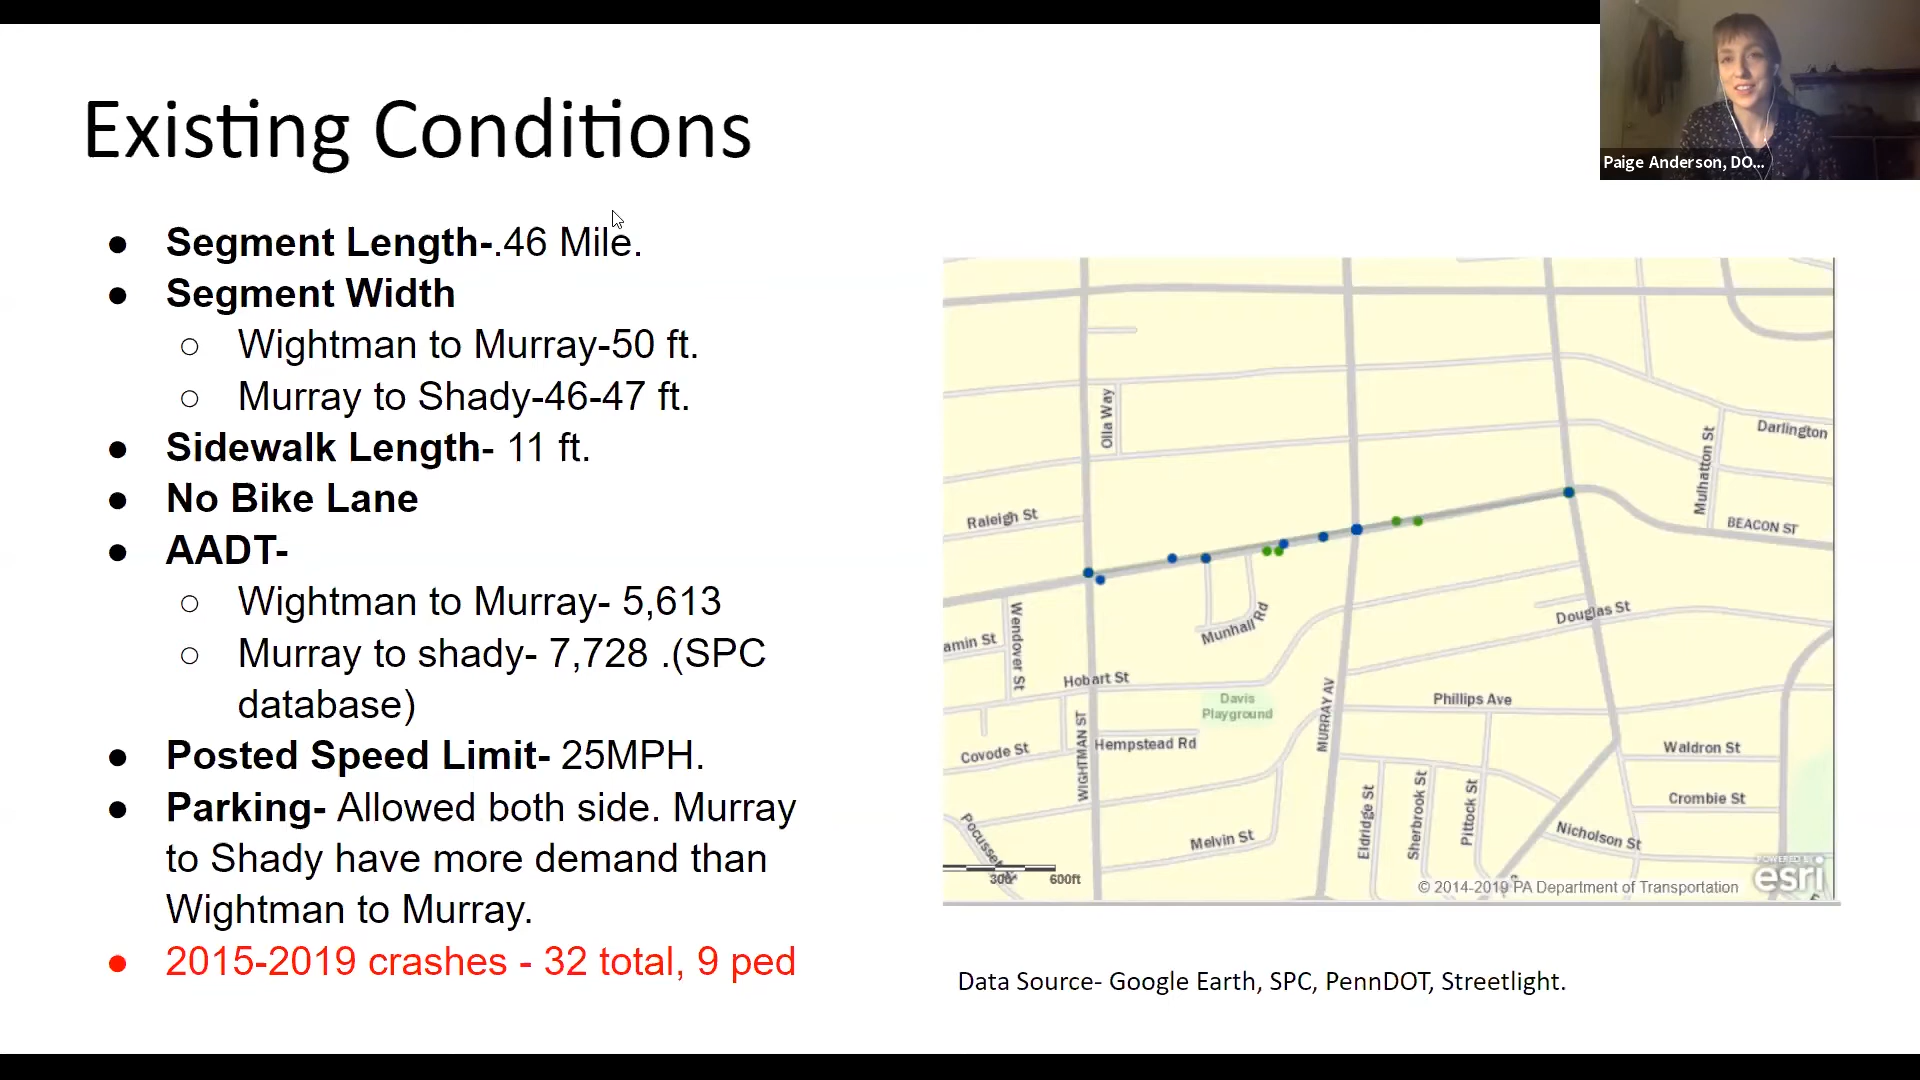 Existing Conditions
Paige Anderson, DO...
● Segment Length-.46 Mile.
● Segment Width
○ Wightman to Murray-50 ft.
○ Murray to Shady-46-47 ft.
● Sidewalk Length- 11 ft.
● No Bike Lane
● AADT-
○ Wightman to Murray- 5,613
○ Murray to shady- 7,728 .(SPC
database)
● Posted Speed Limit- 25MPH.
● Parking- Allowed both side. Murray
to Shady have more demand than
Wightman to Murray.
● 2015-2019 crashes - 32 total, 9 ped
Olla Way
Darlington
Mulhatton St
Raleigh St
BEACON ST
Wendover St
Munhall Rd
Douglas St
amin St
Hobart St
Davis
Playground
Phillips Ave
MURRAY AV
WIGHTMAN ST
Hempstead Rd
Covode St
Waldron St
Crombie St
Eldridge St
Sherbrook St
Pittock St
Pocusset
Melvin St
Nicholson St
300 600ft
© 2014-2019 PA Department of Transportation
POWERED BY
esri
Data Source- Google Earth, SPC, PennDOT, Streetlight.